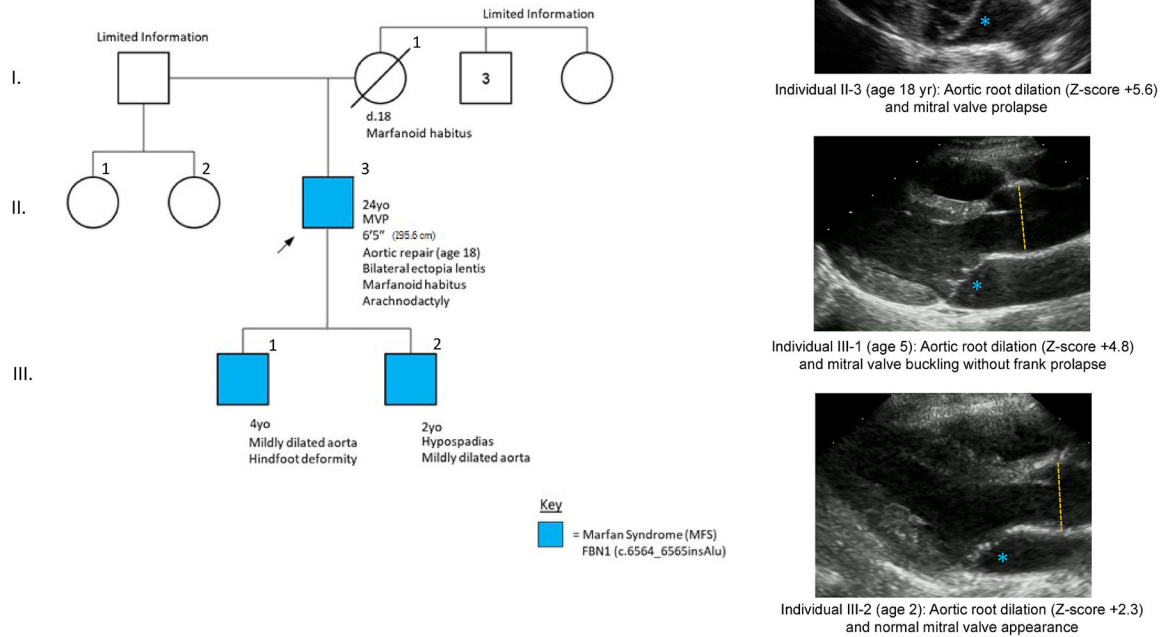 Limited Information
Limited Information
I.
1
3
d.18
Marfanoid habitus
II.
1
2
3
24yo
MVP
6'5" (195.6 cm)
Aortic repair (age 18)
Bilateral ectopia lentis
Marfanoid habitus
Arachnodactyly
III.
1
2
4yo
Mildly dilated aorta
Hindfoot deformity
2yo
Hypospadias
Mildly dilated aorta
Key
= Marfan Syndrome (MFS)
FBN1 (c.6564_6565insAlu)
*
Individual II-3 (age 18 yr): Aortic root dilation (Z-score +5.6)
and mitral valve prolapse
*
Individual III-1 (age 5): Aortic root dilation (Z-score +4.8)
and mitral valve buckling without frank prolapse
*
Individual III-2 (age 2): Aortic root dilation (Z-score +2.3)
and normal mitral valve appearance